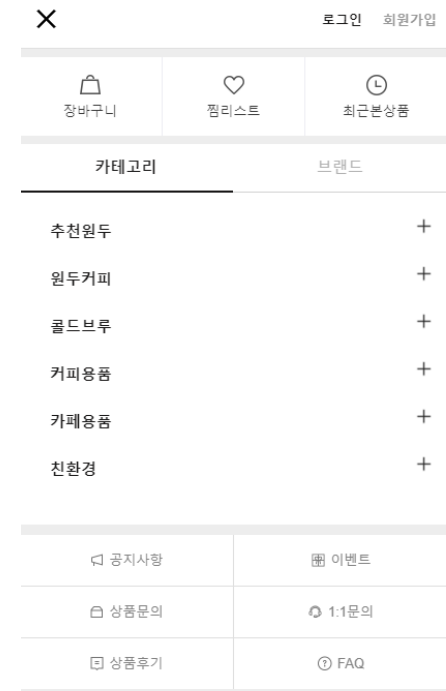 로그인 회원가입
장바구니 찜리스트 최근본상품
카테고리 브랜드
추천원두
원두커피
콜드브루
커피용품
카페용품
친환경
공지사항 이벤트
상품문의 1:1문의
상품후기 FAQ